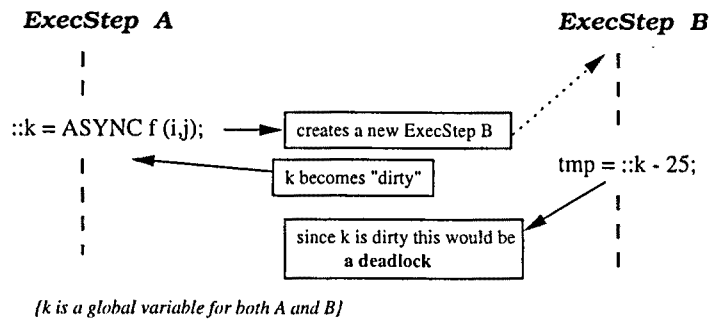 ExecStep A
ExecStep B
::k = ASYNC f (i,j);
creates a new ExecStep B
k becomes "dirty"
tmp = ::k - 25;
since k is dirty this would be
a deadlock
{k is a global variable for both A and B}